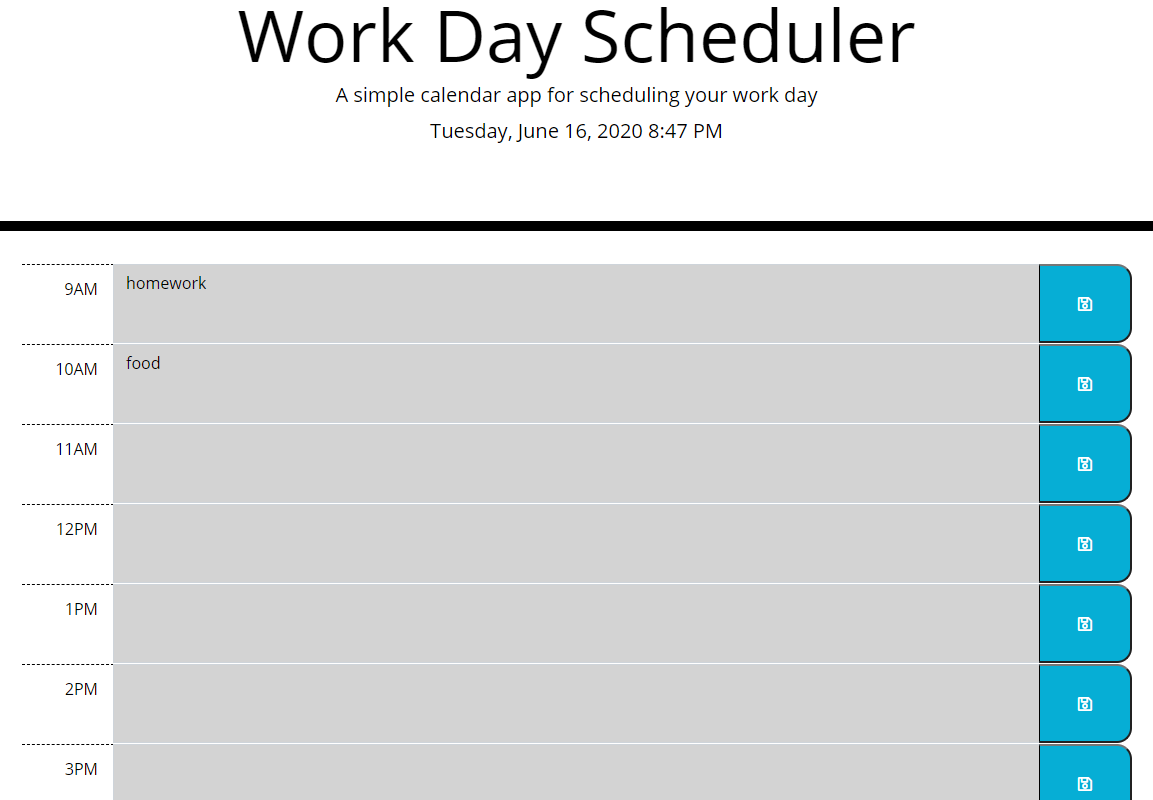 Work Day Scheduler
A simple calendar app for scheduling your work day
Tuesday, June 16, 2020 8:47 PM
9AM homework
10AM food
11AM
12PM
1PM
2PM
3PM